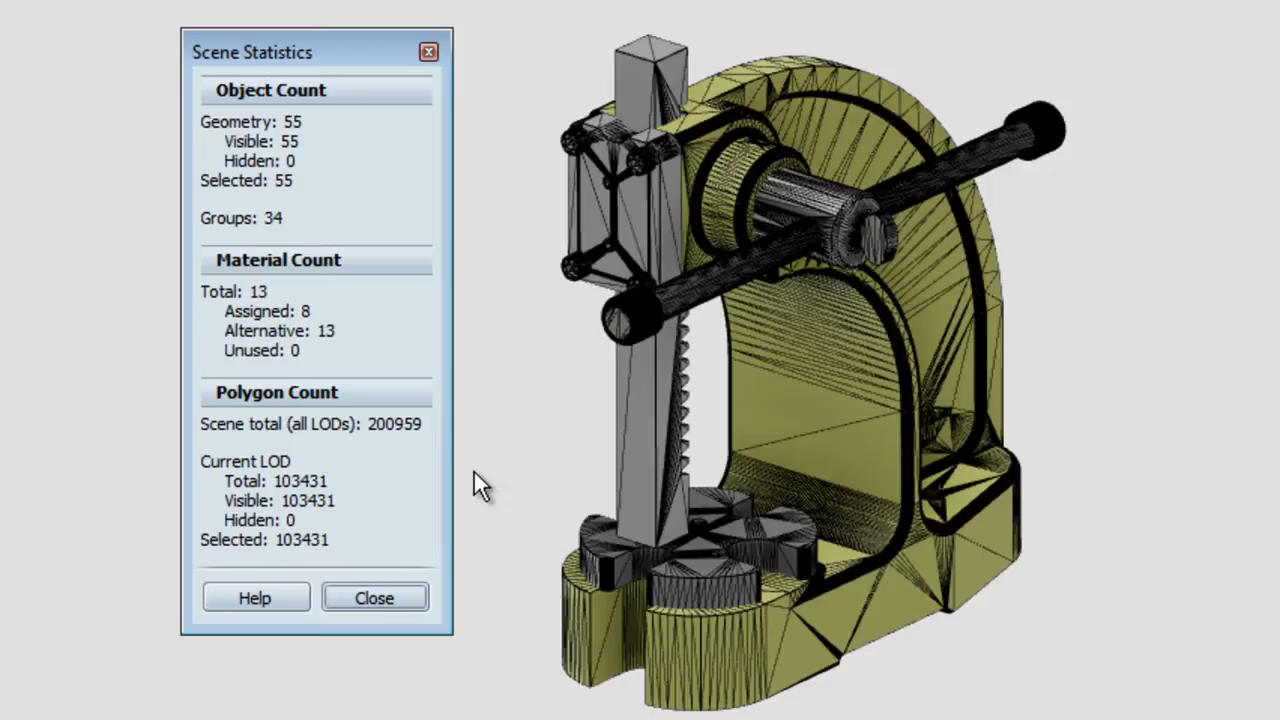 Scene Statistics
Object Count
Geometry: 55
Visible: 55
Hidden: 0
Selected: 55
Groups: 34
Material Count
Total: 13
Assigned: 8
Alternative: 13
Unused: 0
Polygon Count
Scene total (all LODs): 200959
Current LOD
Total: 103431
Visible: 103431
Hidden: 0
Selected: 103431
Help
Close